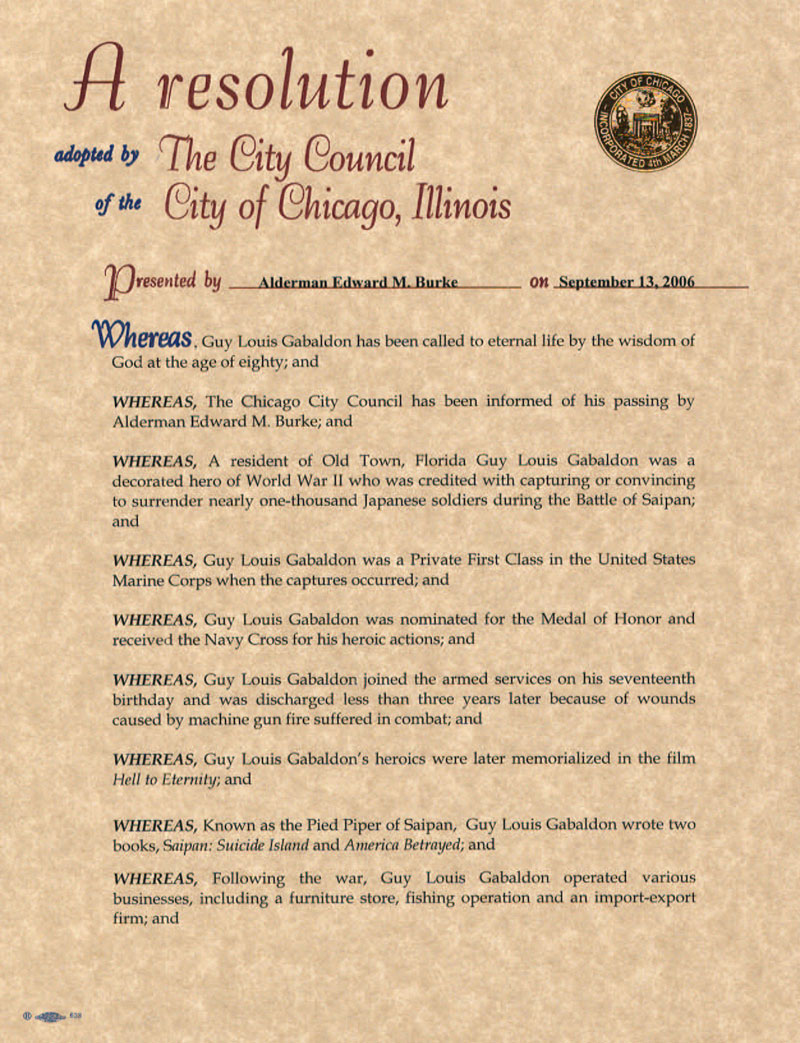 A resolution
adopted by The City Council
of the City of Chicago, Illinois
CITY OF CHICAGO
INCORPORATED 4th MARCH 1837
Presented by Alderman Edward M. Burke on September 13, 2006
Whereas, Guy Louis Gabaldon has been called to eternal life by the wisdom of
God at the age of eighty; and
WHEREAS, The Chicago City Council has been informed of his passing by
Alderman Edward M. Burke; and
WHEREAS, A resident of Old Town, Florida Guy Louis Gabaldon was a
decorated hero of World War II who was credited with capturing or convincing
to surrender nearly one-thousand Japanese soldiers during the Battle of Saipan;
and
WHEREAS, Guy Louis Gabaldon was a Private First Class in the United States
Marine Corps when the captures occurred; and
WHEREAS, Guy Louis Gabaldon was nominated for the Medal of Honor and
received the Navy Cross for his heroic actions; and
WHEREAS, Guy Louis Gabaldon joined the armed services on his seventeenth
birthday and was discharged less than three years later because of wounds
caused by machine gun fire suffered in combat; and
WHEREAS, Guy Louis Gabaldon's heroics were later memorialized in the film
Hell to Eternity; and
WHEREAS, Known as the Pied Piper of Saipan, Guy Louis Gabaldon wrote two
books, Saipan: Suicide Island and America Betrayed; and
WHEREAS, Following the war, Guy Louis Gabaldon operated various
businesses, including a furniture store, fishing operation and an import-export
firm; and